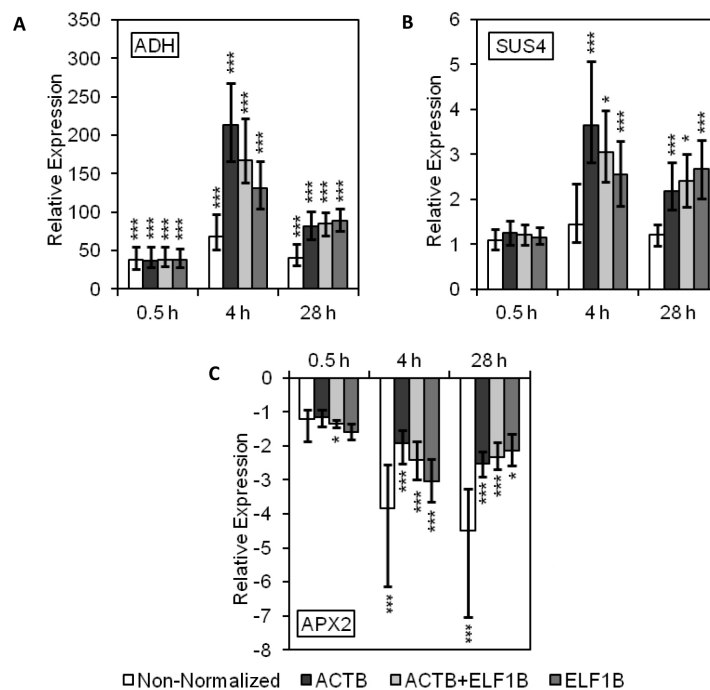 A
ADH
Relative Expression
350
300
250
200
150
100
50
0
*** *** *** ***
*** *** *** ***
*** *** *** ***
0.5 h 4 h 28 h
B
SUS4
Relative Expression
6
5
4
3
2
1
0
*** * ***
*** * ***
0.5 h 4 h 28 h
C
0.5 h 4 h 28 h
Relative Expression
0
-1
-2
-3
-4
-5
-6
-7
-8
*
*** *** *** ***
*** *** *** *
APX2
Non-Normalized ACTB ACTB+ELF1B ELF1B